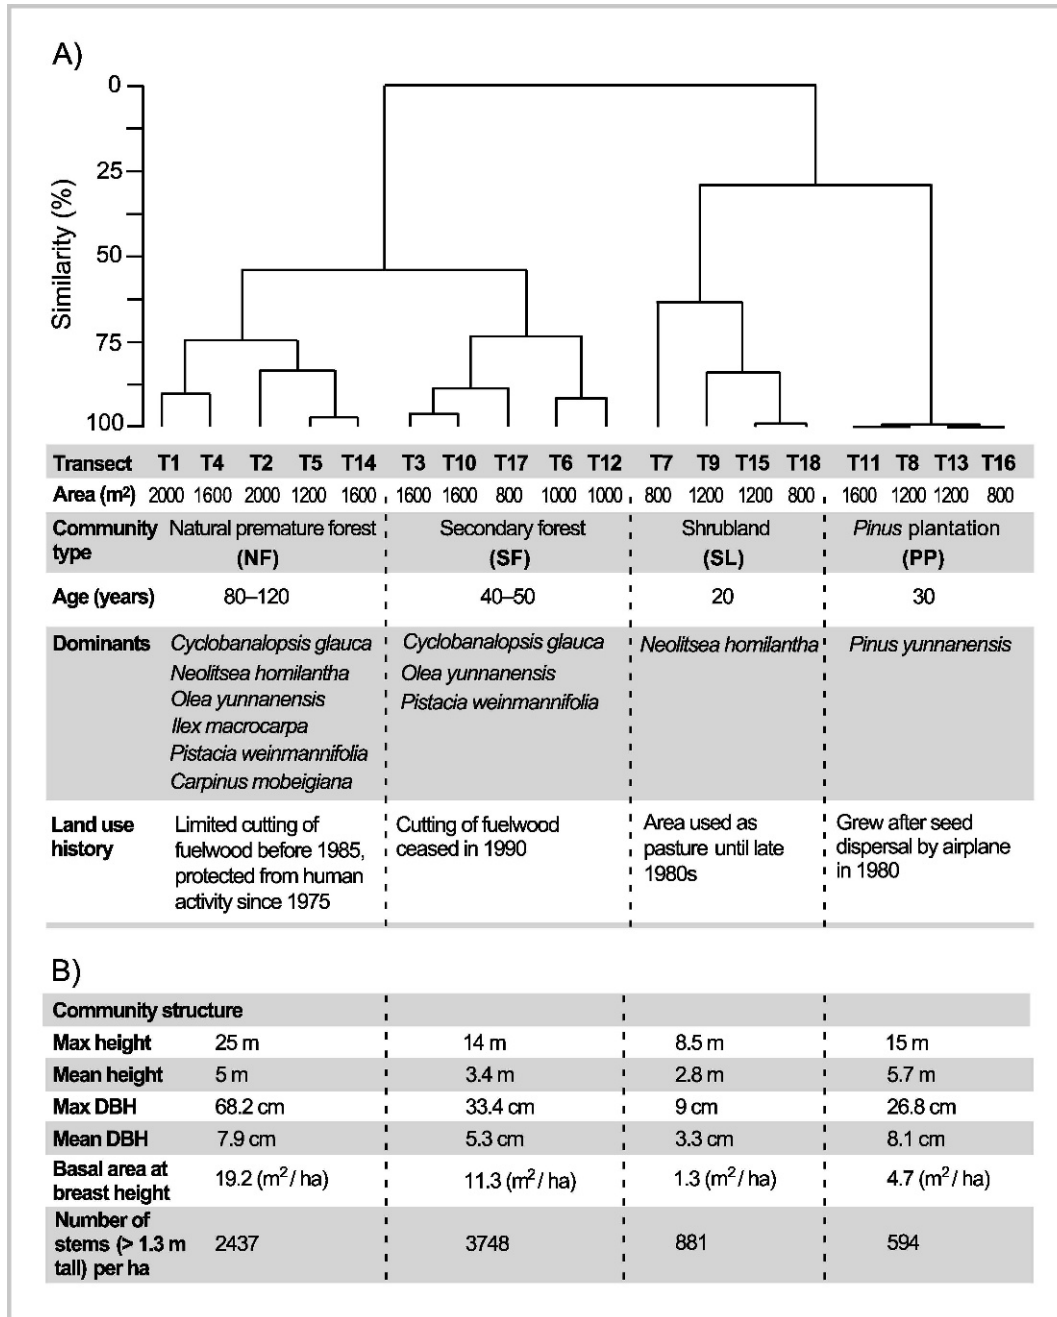 A)
Similarity (%)
0
25
50
75
100
Transect T1 T4 T2 T5 T14 T3 T10 T17 T6 T12 T7 T9 T15 T18 T11 T8 T13 T16
Area (m²) 2000 1600 2000 1200 1600 1600 1600 800 1000 1000 800 1200 1200 800 1600 1200 1200 800
Community type Natural premature forest (NF) Secondary forest (SF) Shrubland (SL) Pinus plantation (PP)
Age (years) 80–120 40–50 20 30
Dominants Cyclobanalopsis glauca Cyclobanalopsis glauca Neolitsea homilantha Pinus yunnanensis
Neolitsea homilantha Olea yunnanensis
Olea yunnanensis Pistacia weinmannifolia
Ilex macrocarpa
Pistacia weinmannifolia
Carpinus mobeigiana
Land use history
Limited cutting of
fuelwood before 1985,
protected from human
activity since 1975
Cutting of fuelwood
ceased in 1990
Area used as
pasture until late
1980s
Grew after seed
dispersal by airplane
in 1980
B)
Community structure
Max height 25 m 14 m 8.5 m 15 m
Mean height 5 m 3.4 m 2.8 m 5.7 m
Max DBH 68.2 cm 33.4 cm 9 cm 26.8 cm
Mean DBH 7.9 cm 5.3 cm 3.3 cm 8.1 cm
Basal area at breast height 19.2 (m²/ ha) 11.3 (m²/ ha) 1.3 (m²/ ha) 4.7 (m²/ ha)
Number of stems (> 1.3 m tall) per ha 2437 3748 881 594